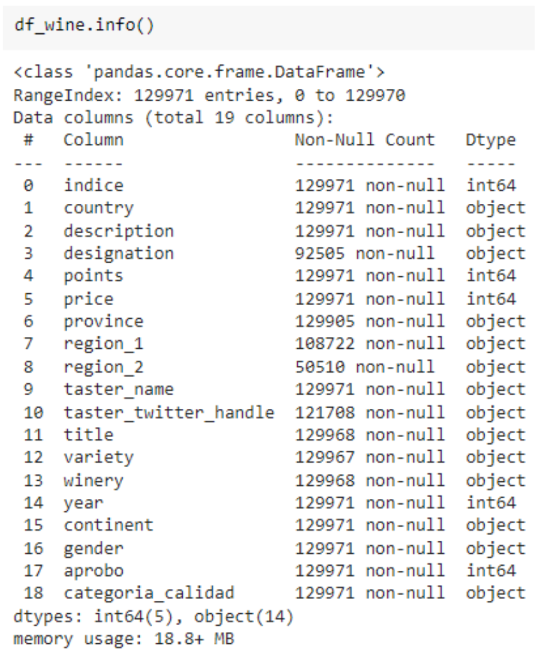 df_wine.info()
<class 'pandas.core.frame.DataFrame'>
RangeIndex: 129971 entries, 0 to 129970
Data columns (total 19 columns):
 #   Column                 Non-Null Count   Dtype
---  ------                 --------------   -----
 0   indice                 129971 non-null  int64
 1   country                129971 non-null  object
 2   description            129971 non-null  object
 3   designation            92505 non-null   object
 4   points                 129971 non-null  int64
 5   price                  129971 non-null  int64
 6   province               129905 non-null  object
 7   region_1               108722 non-null  object
 8   region_2               50510 non-null   object
 9   taster_name            129971 non-null  object
 10  taster_twitter_handle  121708 non-null  object
 11  title                  129968 non-null  object
 12  variety                129967 non-null  object
 13  winery                 129968 non-null  object
 14  year                   129971 non-null  int64
 15  continent              129971 non-null  object
 16  gender                 129971 non-null  object
 17  aprobo                 129971 non-null  int64
 18  categoria_calidad      129971 non-null  object
dtypes: int64(5), object(14)
memory usage: 18.8+ MB